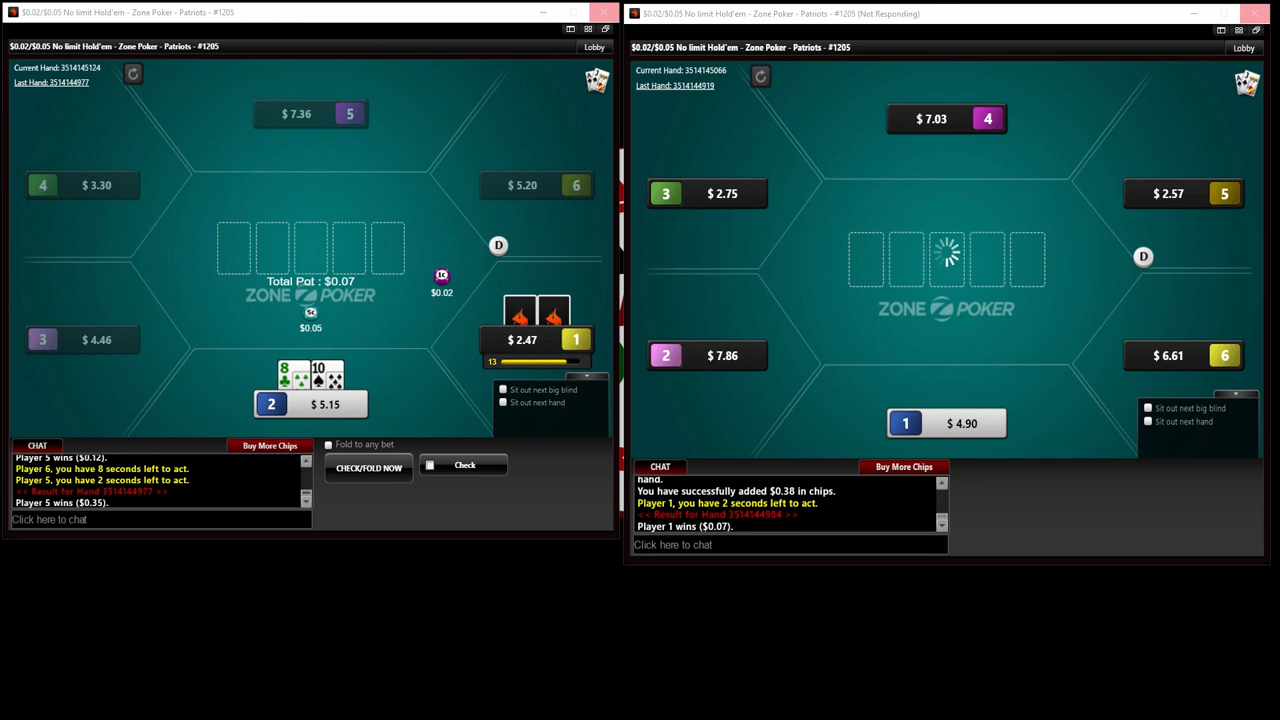 $0.02/$0.05 No limit Hold'em - Zone Poker - Patriots - #1205
$0.02/$0.05 No limit Hold'em - Zone Poker - Patriots - #1205
Lobby
Current Hand: 3514145124
Last Hand: 3514144977
$ 7.36 5
4 $ 3.30
$ 5.20 6
D
Total Pot : $0.07
ZONE POKER
1c
$0.02
5c
$0.05
3 $ 4.46
$ 2.47 1
13
8 10
2 $ 5.15
Sit out next big blind
Sit out next hand
CHAT
Buy More Chips
Player 5 wins ($0.12).
Player 6, you have 8 seconds left to act.
Player 5, you have 2 seconds left to act.
<< Result for Hand 3514144977 >>
Player 5 wins ($0.35).
Click here to chat
Fold to any bet
CHECK/FOLD NOW
Check
$0.02/$0.05 No limit Hold'em - Zone Poker - Patriots - #1205 (Not Responding)
$0.02/$0.05 No limit Hold'em - Zone Poker - Patriots - #1205
Lobby
Current Hand: 3514145066
Last Hand: 3514144919
$ 7.03 4
3 $ 2.75
$ 2.57 5
D
ZONE POKER
2 $ 7.86
$ 6.61 6
1 $ 4.90
Sit out next big blind
Sit out next hand
CHAT
Buy More Chips
hand.
You have successfully added $0.38 in chips.
Player 1, you have 2 seconds left to act.
<< Result for Hand 3514144984 >>
Player 1 wins ($0.07).
Click here to chat